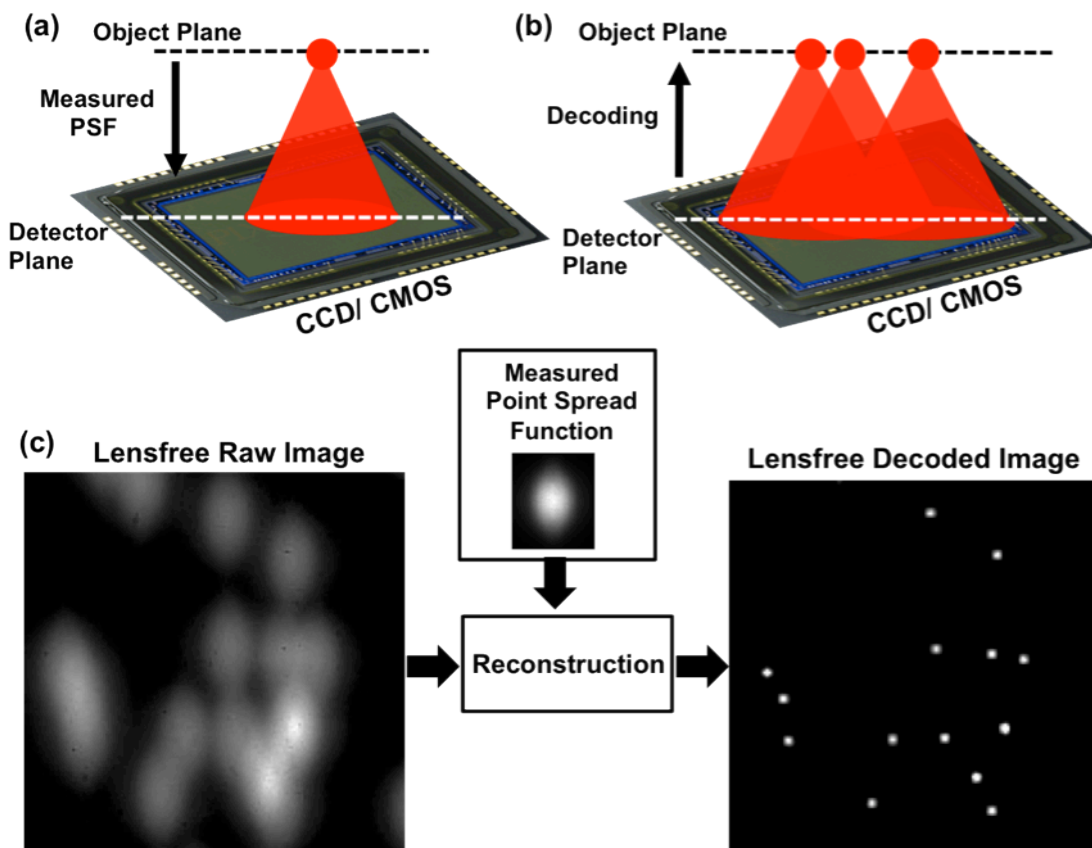 (a)
Object Plane
Measured
PSF
Detector
Plane
CCD/ CMOS
(b)
Object Plane
Decoding
Detector
Plane
CCD/ CMOS
(c)
Lensfree Raw Image
Measured
Point Spread
Function
Reconstruction
Lensfree Decoded Image